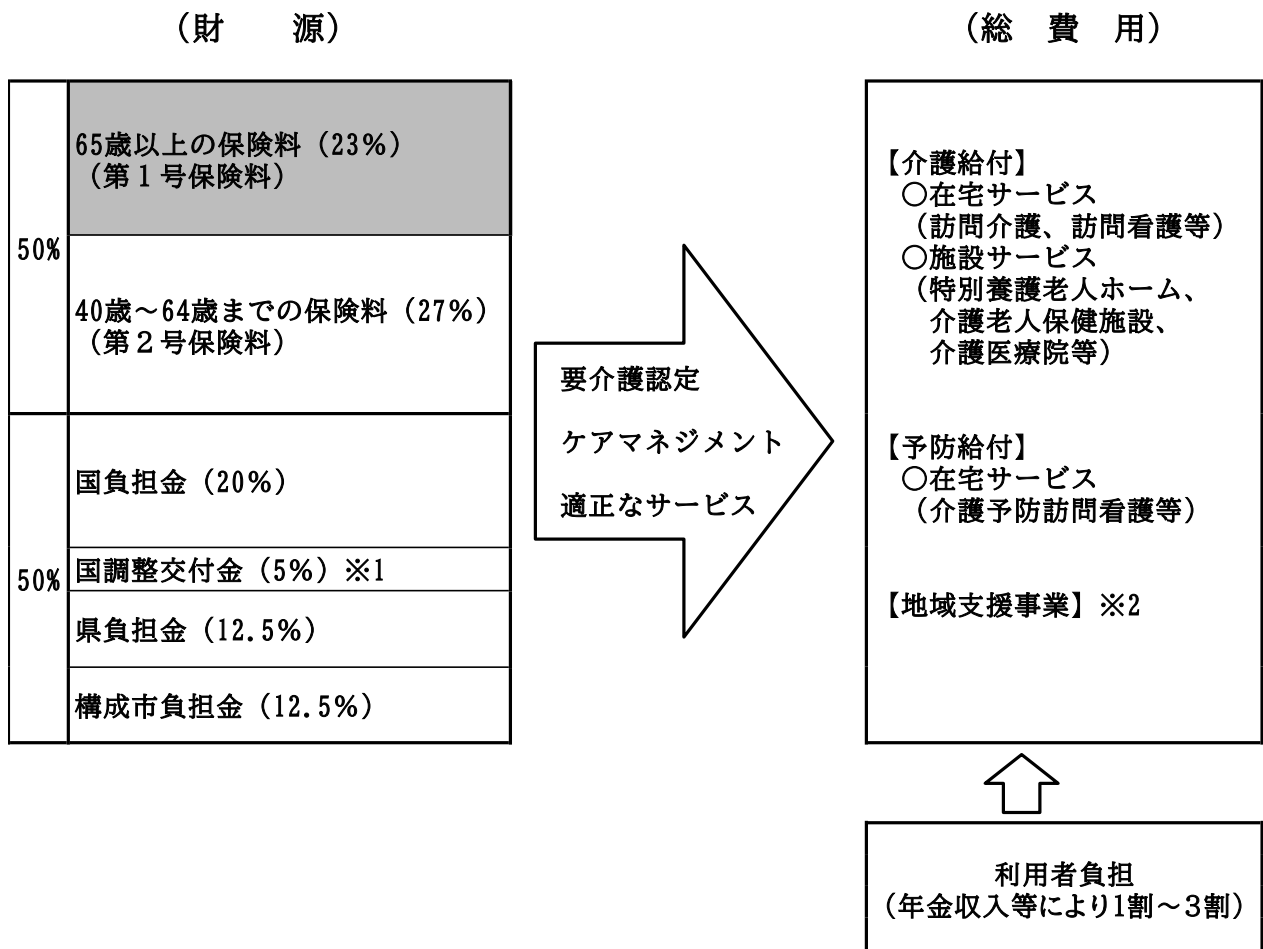 (財　源)
50%
65歳以上の保険料(23%)
(第1号保険料)
40歳～64歳までの保険料(27%)
(第2号保険料)
50%
国負担金(20%)
国調整交付金(5%)※1
県負担金(12.5%)
構成市負担金(12.5%)
要介護認定
ケアマネジメント
適正なサービス
(総　費　用)
【介護給付】
○在宅サービス
(訪問介護、訪問看護等)
○施設サービス
(特別養護老人ホーム、
介護老人保健施設、
介護医療院等)
【予防給付】
○在宅サービス
(介護予防訪問看護等)
【地域支援事業】※2
利用者負担
(年金収入等により1割～3割)